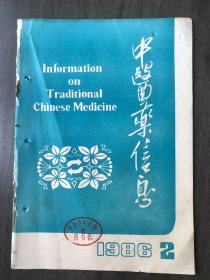 Information
on
Traditional
Chinese Medicine
中医药信息
1986 2